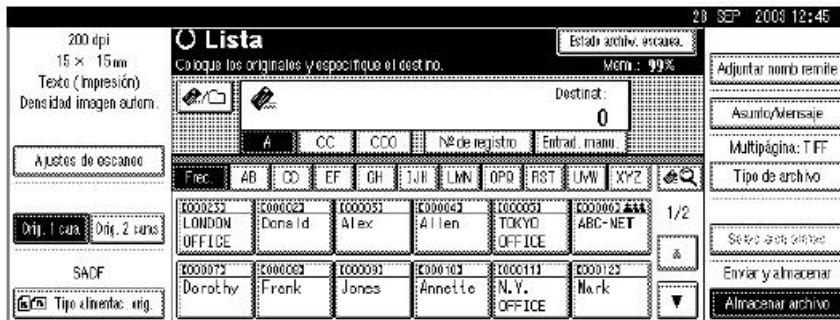 28 SEP 2003 12:45
200 dpi
15 × 15 mm
Texto (Impresión)
Densidad imagen autom.
Ajustes de escaneo
Orig. 1 cara
Orig. 2 caras
SADF
Tipo alimentac. orig.
Lista
Estado archiv. escanea.
Coloque los originales y especifique el destino.
Mem.: 99%
Destinat:
0
A
CC
CCO
Nº de registro
Entrad. manu.
Frec. AB CD EF GH IJK LMN OPQ RST UVW XYZ
[00023] [00002] [00003] [00004] [00005] [00006]
LONDON OFFICE
Donald
Alex
Allen
TOKYO OFFICE
ABC-NET
1/2
[00007] [00008] [00009] [00010] [00011] [00012]
Dorothy
Frenk
Jones
Annette
N.Y. OFFICE
Mark
▼
Adjuntar nomb remite
Asunto/Mensaje
Multipágina: TIFF
Tipo de archivo
Enviar y almacenar
Almacenar archivo